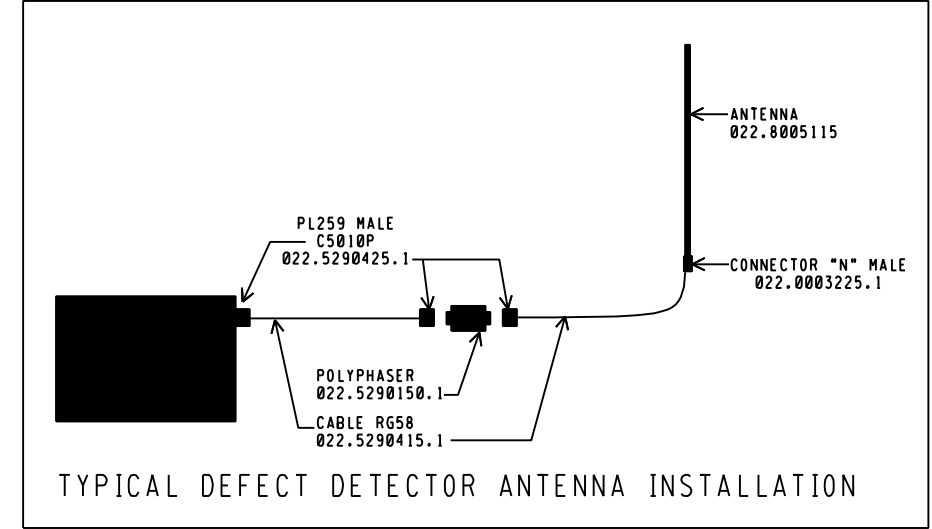 ANTENNA
022.8005115
PL259 MALE
C5010P
022.5290425.1
CONNECTOR "N" MALE
022.0003225.1
POLYPHASER
022.5290150.1
CABLE RG58
022.5290415.1
TYPICAL DEFECT DETECTOR ANTENNA INSTALLATION